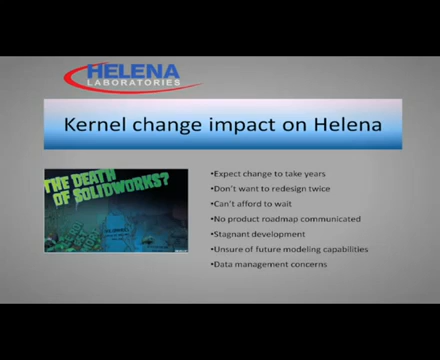 HELENA
LABORATORIES
Kernel change impact on Helena
THE DEATH
OF SOLIDWORKS?
•Expect change to take years
•Don't want to redesign twice
•Can't afford to wait
•No product roadmap communicated
•Stagnant development
•Unsure of future modeling capabilities
•Data management concerns